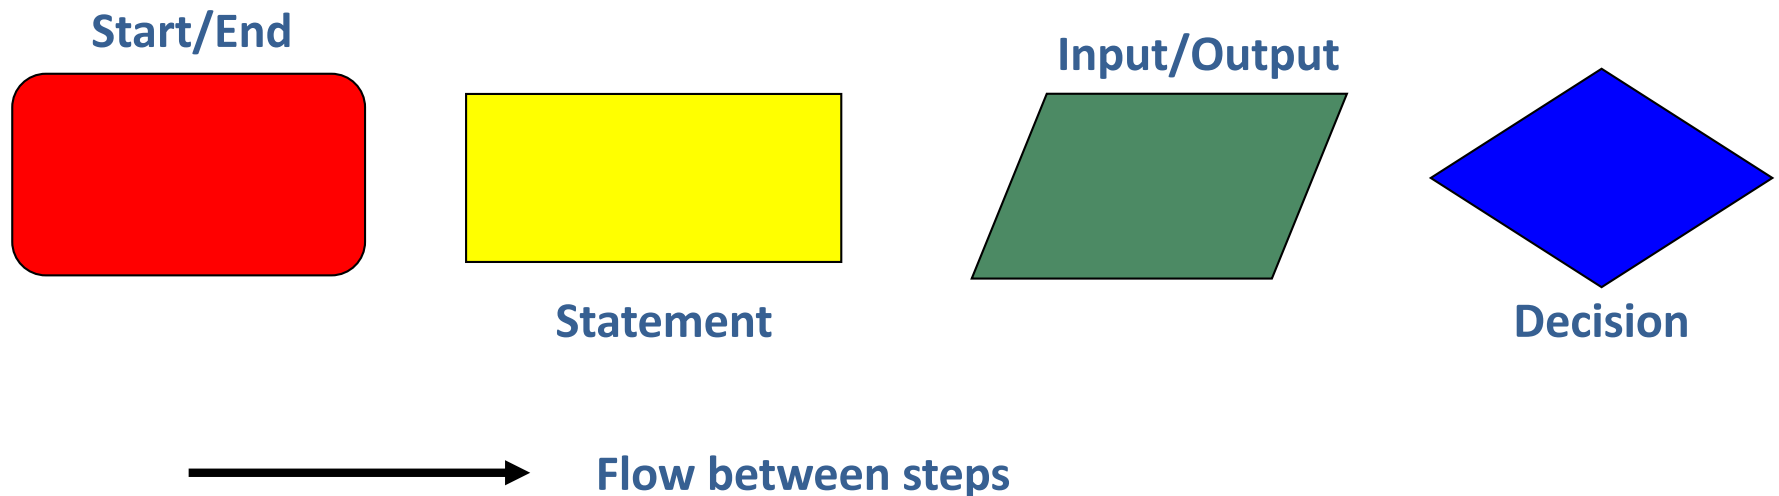 Start/End
Input/Output
Statement
Decision
Flow between steps